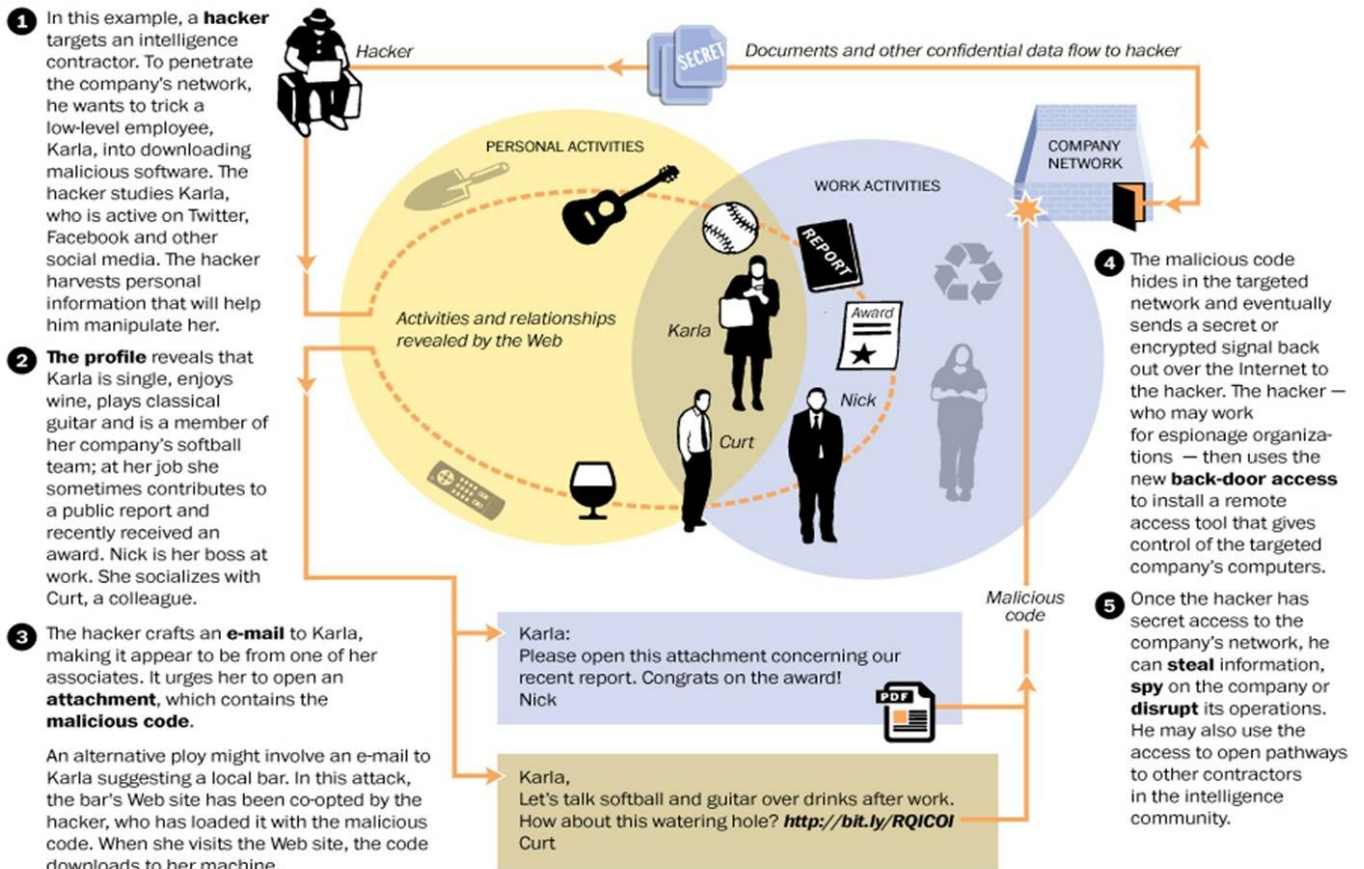 1 In this example, a hacker
targets an intelligence
contractor. To penetrate
the company's network,
he wants to trick a
low-level employee,
Karla, into downloading
malicious software. The
hacker studies Karla,
who is active on Twitter,
Facebook and other
social media. The hacker
harvests personal
information that will help
him manipulate her.
2 The profile reveals that
Karla is single, enjoys
wine, plays classical
guitar and is a member of
her company's softball
team; at her job she
sometimes contributes to
a public report and
recently received an
award. Nick is her boss at
work. She socializes with
Curt, a colleague.
3 The hacker crafts an e-mail to Karla,
making it appear to be from one of her
associates. It urges her to open an
attachment, which contains the
malicious code.
An alternative ploy might involve an e-mail to
Karla suggesting a local bar. In this attack,
the bar's Web site has been co-opted by the
hacker, who has loaded it with the malicious
code. When she visits the Web site, the code
downloads to her machine.
Hacker
SECRET
Documents and other confidential data flow to hacker
PERSONAL ACTIVITIES
WORK ACTIVITIES
COMPANY
NETWORK
REPORT
Award
Activities and relationships
revealed by the Web
Karla
Nick
Curt
Malicious
code
Karla:
Please open this attachment concerning our
recent report. Congrats on the award!
Nick
PDF
Karla,
Let's talk softball and guitar over drinks after work.
How about this watering hole? http://bit.ly/RQICOI
Curt
4 The malicious code
hides in the targeted
network and eventually
sends a secret or
encrypted signal back
out over the Internet to
the hacker. The hacker —
who may work
for espionage organiza-
tions — then uses the
new back-door access
to install a remote
access tool that gives
control of the targeted
company's computers.
5 Once the hacker has
secret access to the
company's network, he
can steal information,
spy on the company or
disrupt its operations.
He may also use the
access to open pathways
to other contractors
in the intelligence
community.